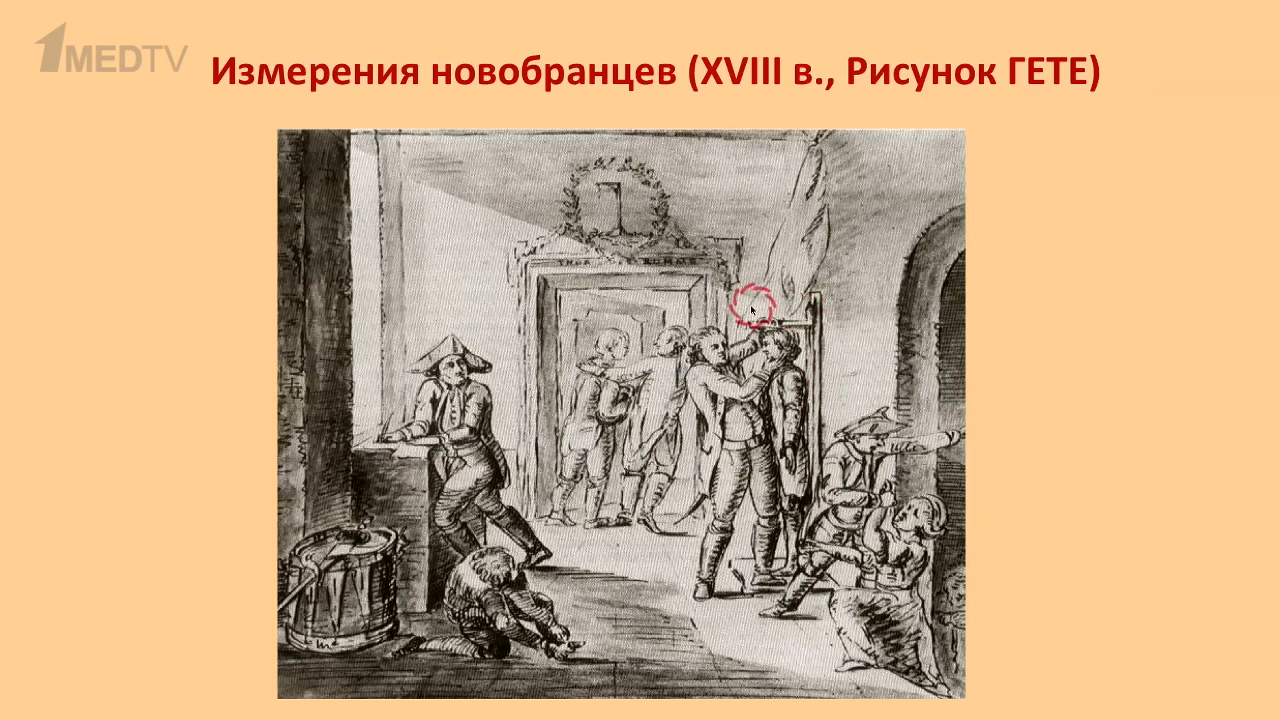 1MEDTV
Измерения новобранцев (XVIII в., Рисунок ГЕТЕ)